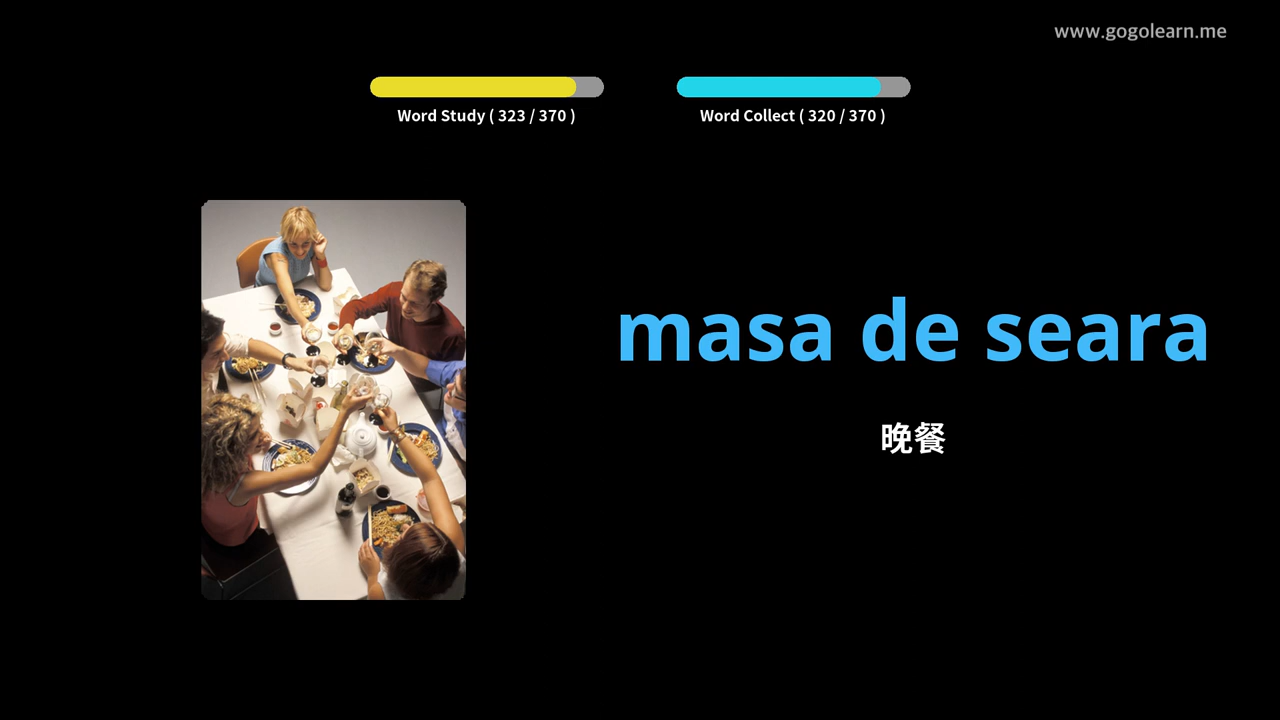 www.gogolearn.me
Word Study ( 323 / 370 )
Word Collect ( 320 / 370 )
masa de seara
晚餐